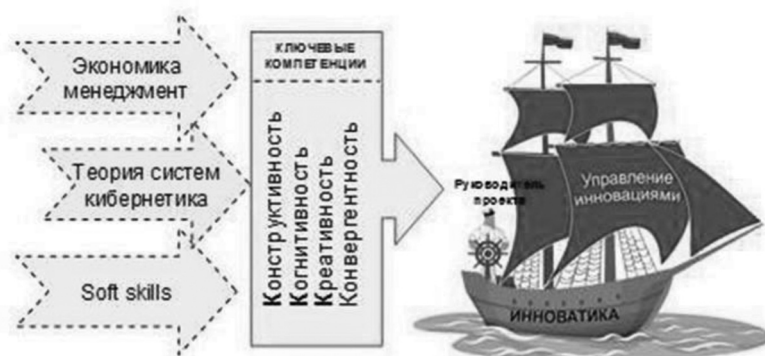 Экономика
менеджмент
Теория систем
кибернетика
Soft skills
КЛЮЧЕВЫЕ
КОМПЕТЕНЦИИ
Конструктивность
Когнитивность
Креативность
Конвергентность
Руководитель
проекта
Управление
инновациями
ИННОВАТИКА